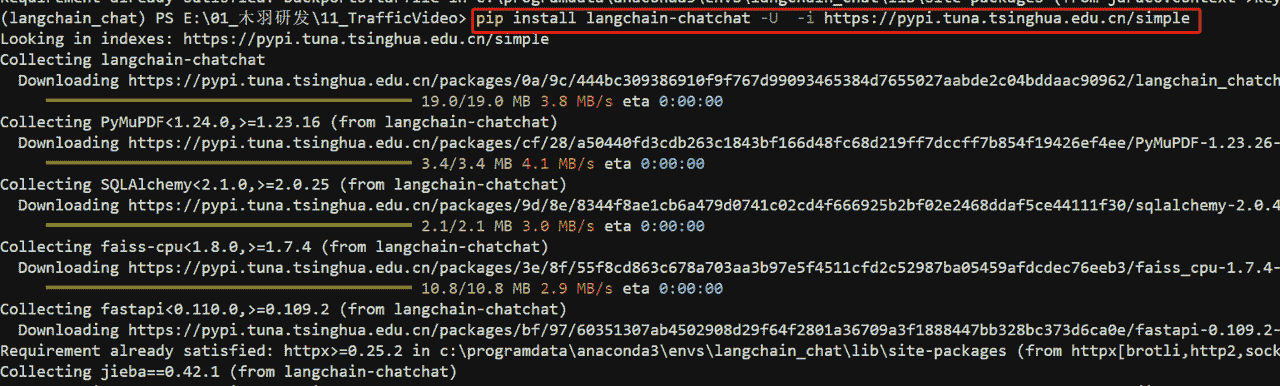 (langchain_chat) PS E:\01_木羽研发\11_TrafficVideo> pip install langchain-chatchat -U  -i https://pypi.tuna.tsinghua.edu.cn/simple
Looking in indexes: https://pypi.tuna.tsinghua.edu.cn/simple
Collecting langchain-chatchat
Downloading https://pypi.tuna.tsinghua.edu.cn/packages/0a/9c/444bc309386910f9f767d99093465384d7655027aabde2c04bddaac90962/langchain_chatch
19.0/19.0 MB 3.8 MB/s eta 0:00:00
Collecting PyMuPDF<1.24.0,>=1.23.16 (from langchain-chatchat)
Downloading https://pypi.tuna.tsinghua.edu.cn/packages/cf/28/a50440fd3cdb263c1843bf166d48fc68d219ff7dccff7b854f19426ef4ee/PyMuPDF-1.23.26-
3.4/3.4 MB 4.1 MB/s eta 0:00:00
Collecting SQLAlchemy<2.1.0,>=2.0.25 (from langchain-chatchat)
Downloading https://pypi.tuna.tsinghua.edu.cn/packages/9d/8e/8344f8ae1cb6a479d0741c02cd4f666925b2bf02e2468ddaf5ce44111f30/sqlalchemy-2.0.4
2.1/2.1 MB 3.0 MB/s eta 0:00:00
Collecting faiss-cpu<1.8.0,>=1.7.4 (from langchain-chatchat)
Downloading https://pypi.tuna.tsinghua.edu.cn/packages/3e/8f/55f8cd863c678a703aa3b97e5f4511cfd2c52987ba05459afdcdec76eeb3/faiss_cpu-1.7.4-
10.8/10.8 MB 2.9 MB/s eta 0:00:00
Collecting fastapi<0.110.0,>=0.109.2 (from langchain-chatchat)
Downloading https://pypi.tuna.tsinghua.edu.cn/packages/bf/97/60351307ab4502908d29f64f2801a36709a3f1888447bb328bc373d6ca0e/fastapi-0.109.2-
Requirement already satisfied: httpx>=0.25.2 in c:\programdata\anaconda3\envs\langchain_chat\lib\site-packages (from httpx[brotli,http2,sock
Collecting jieba==0.42.1 (from langchain-chatchat)